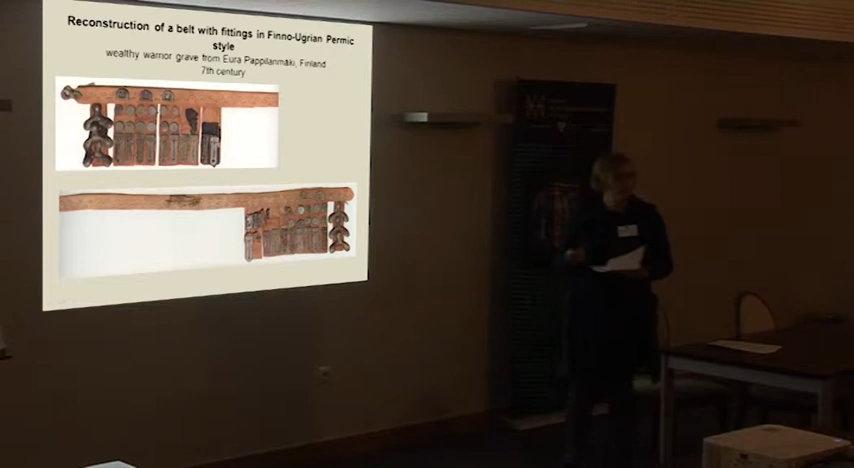 Reconstruction of a belt with fittings in Finno-Ugrian Permic
style
wealthy warrior grave from Eura Pappilanmäki, Finland
7th century